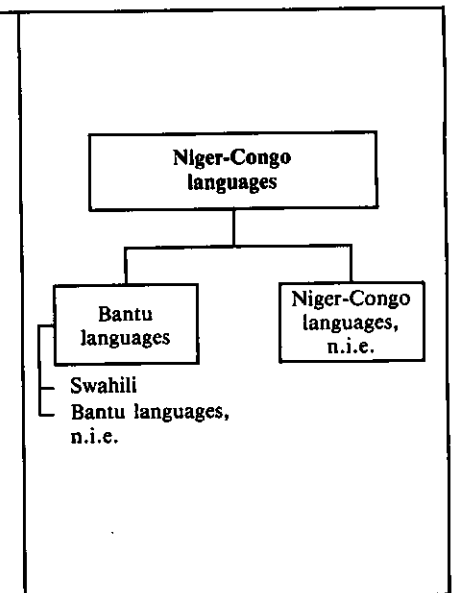 Niger-Congo
languages
Bantu
languages
Niger-Congo
languages,
n.i.e.
Swahili
Bantu languages,
n.i.e.